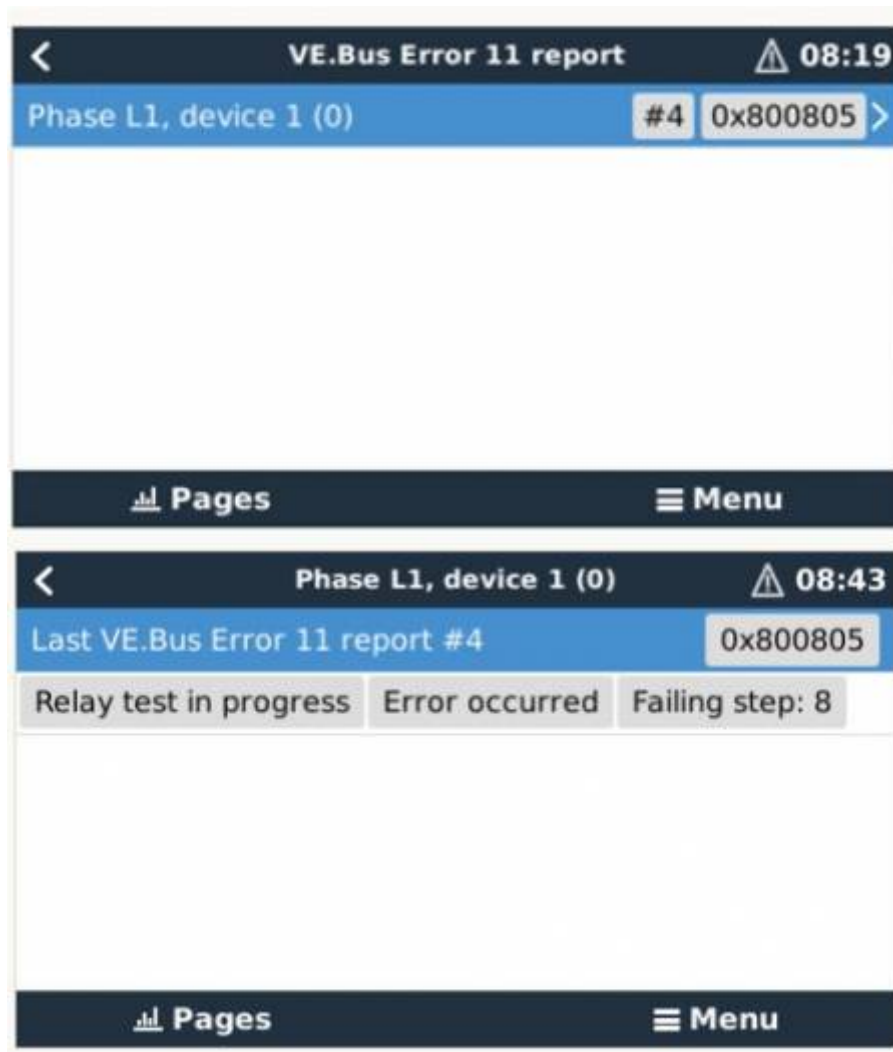 VE.Bus Error 11 report 08:19
Phase L1, device 1 (0) #4 0x800805
Pages Menu
Phase L1, device 1 (0) 08:43
Last VE.Bus Error 11 report #4 0x800805
Relay test in progress Error occurred Failing step: 8
Pages Menu